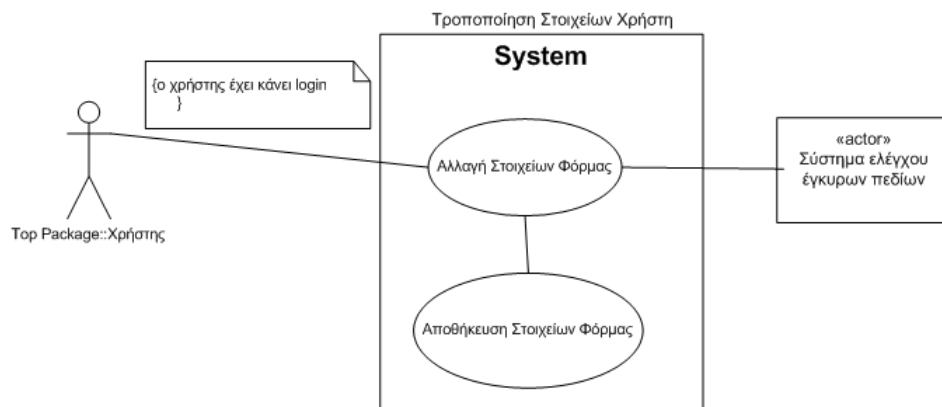 Τροποποίηση Στοιχείων Χρήστη
System
{ο χρήστης έχει κάνει login
}
«actor»
Σύστημα ελέγχου
έγκυρων πεδίων
Αλλαγή Στοιχείων Φόρμας
Top Package::Χρήστης
Αποθήκευση Στοιχείων Φόρμας